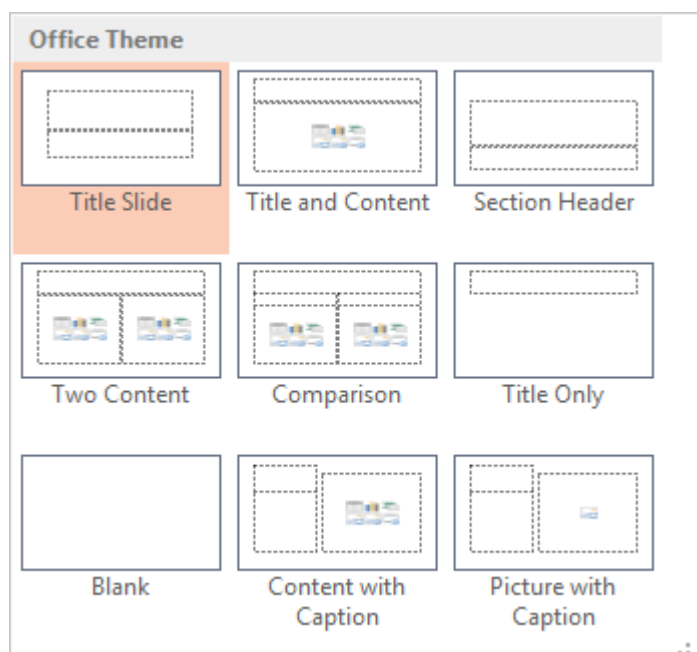 Office Theme
Title Slide
Title and Content
Section Header
Two Content
Comparison
Title Only
Blank
Content with
Caption
Picture with
Caption